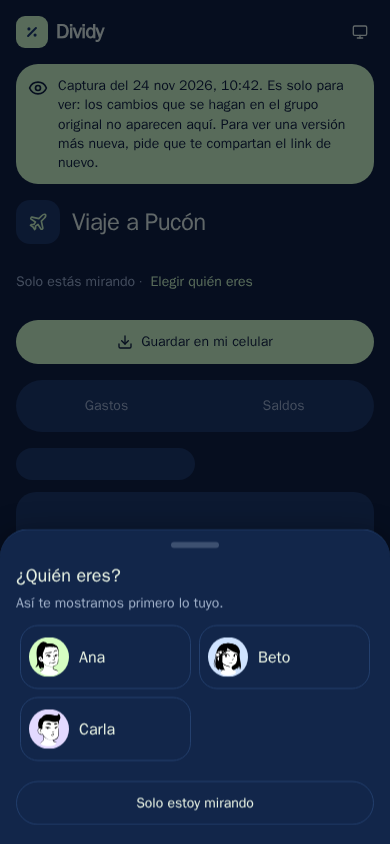 Dividy
Captura del 24 nov 2026, 10:42. Es solo para
ver: los cambios que se hagan en el grupo
original no aparecen aquí. Para ver una versión
más nueva, pide que te compartan el link de
nuevo.
Viaje a Pucón
Solo estás mirando · Elegir quién eres
Guardar en mi celular
Gastos Saldos
¿Quién eres?
Así te mostramos primero lo tuyo.
Ana Beto
Carla
Solo estoy mirando